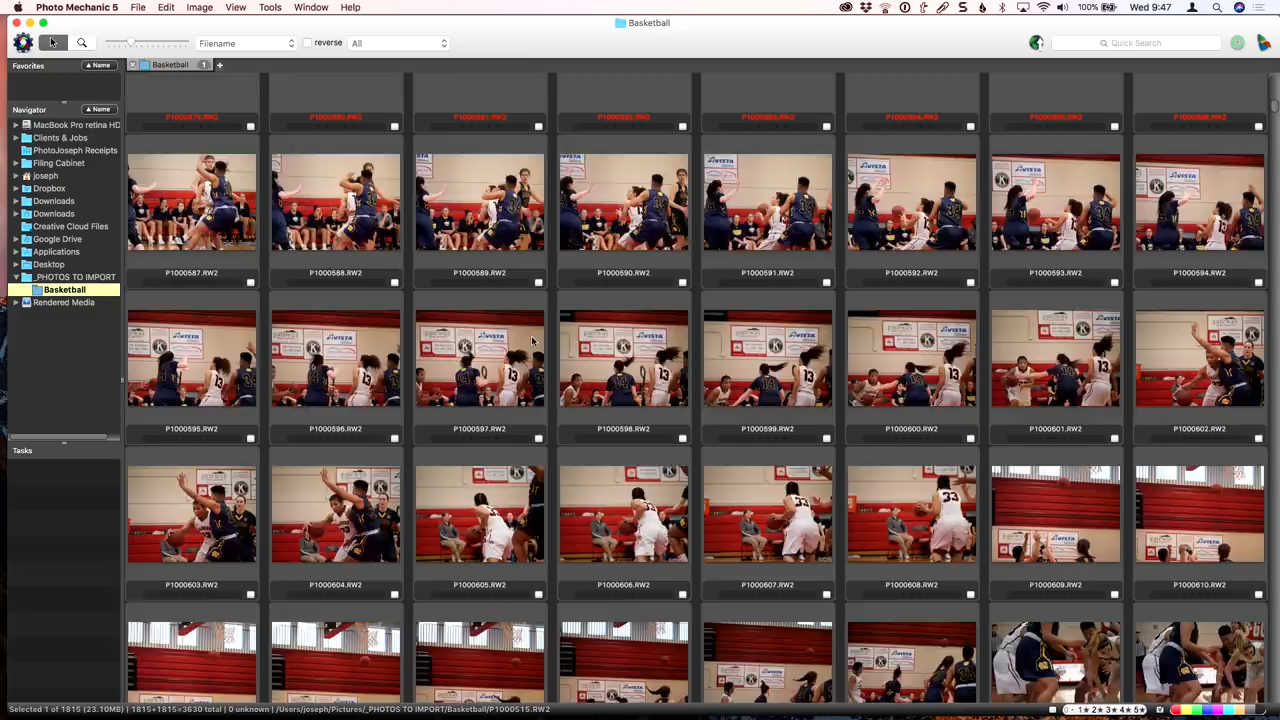 Photo Mechanic 5 File Edit Image View Tools Window Help
100% Wed 9:47
Basketball
Filename
reverse
All
Quick Search
Favorites
▲ Name
Basketball 1 +
Navigator
▲ Name
MacBook Pro retina HD
Clients & Jobs
PhotoJoseph Receipts
Filing Cabinet
joseph
Dropbox
Downloads
Downloads
Creative Cloud Files
Google Drive
Applications
Desktop
_PHOTOS TO IMPORT
Basketball
Rendered Media
Tasks
P1000587.RW2 P1000588.RW2 P1000589.RW2 P1000590.RW2 P1000591.RW2 P1000592.RW2 P1000593.RW2 P1000594.RW2
P1000595.RW2 P1000596.RW2 P1000597.RW2 P1000598.RW2 P1000599.RW2 P1000600.RW2 P1000601.RW2 P1000602.RW2
P1000603.RW2 P1000604.RW2 P1000605.RW2 P1000606.RW2 P1000607.RW2 P1000608.RW2 P1000609.RW2 P1000610.RW2
Selected 1 of 1815 (23.10MB) | 1815+1815=3630 total | 0 unknown | /Users/joseph/Pictures/_PHOTOS TO IMPORT/Basketball/P1000515.RW2
0· 1★ 2★ 3★ 4★ 5★